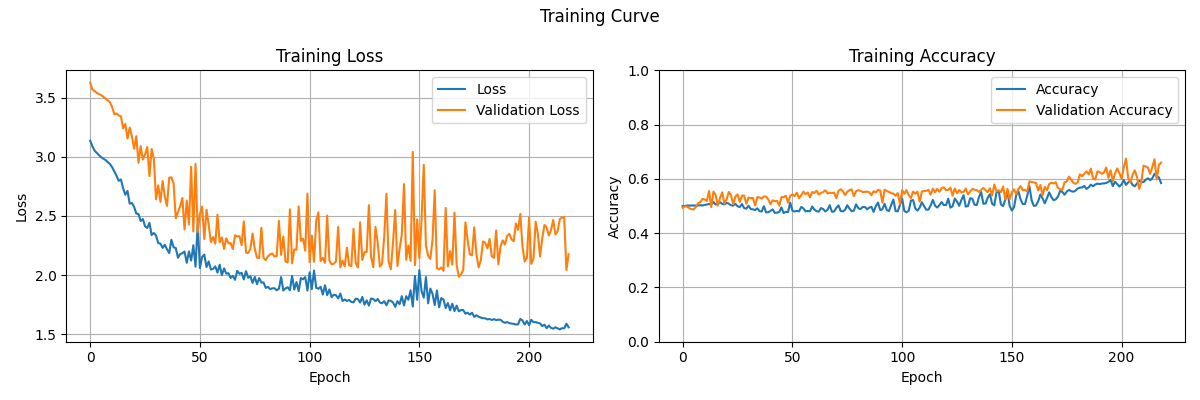 Training Curve
Training Loss
3.5
3.0
2.5
2.0
1.5
0
50
100
150
200
Loss
Epoch
Loss
Validation Loss
Training Accuracy
1.0
0.8
0.6
0.4
0.2
0.0
0
50
100
150
200
Accuracy
Epoch
Accuracy
Validation Accuracy